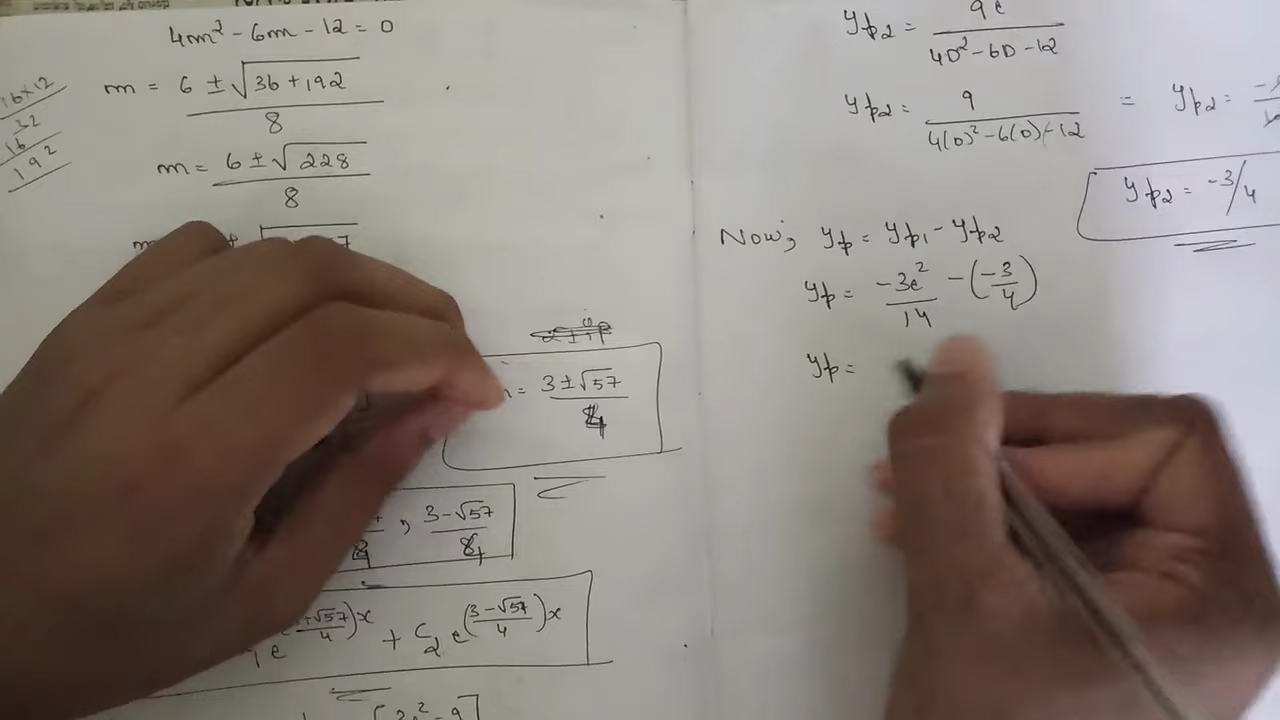 4m² - 6m - 12 = 0
m = 6 ± √36 + 192 / 8
16 × 12
32
16
192
m = 6 ± √228 / 8
m = 3 ± √57 / 4
, 3 - √57 / 4
√57 / 4)x + C₂ e^(3 - √57 / 4)x
4D² - 6D - 12
yp₂ = 9 / 4(0)² - 6(0) - 12 = yp₂ =
yp₂ = -3/4
Now, yp = yp₁ - yp₂
yp = -3e² / 14 - (-3/4)
yp =